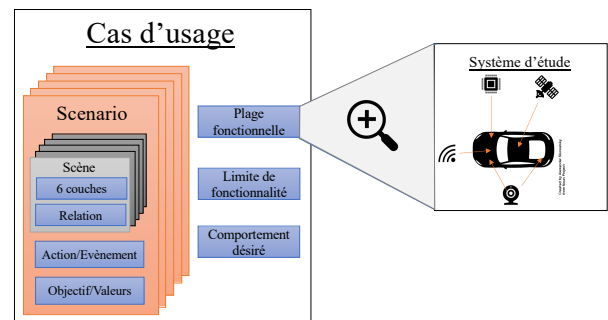 Cas d'usage
Scenario
Scène
6 couches
Relation
Action/Evènement
Objectif/Valeurs
Plage
fonctionnelle
Limite de
fonctionnalité
Comportement
désiré
Système d'étude